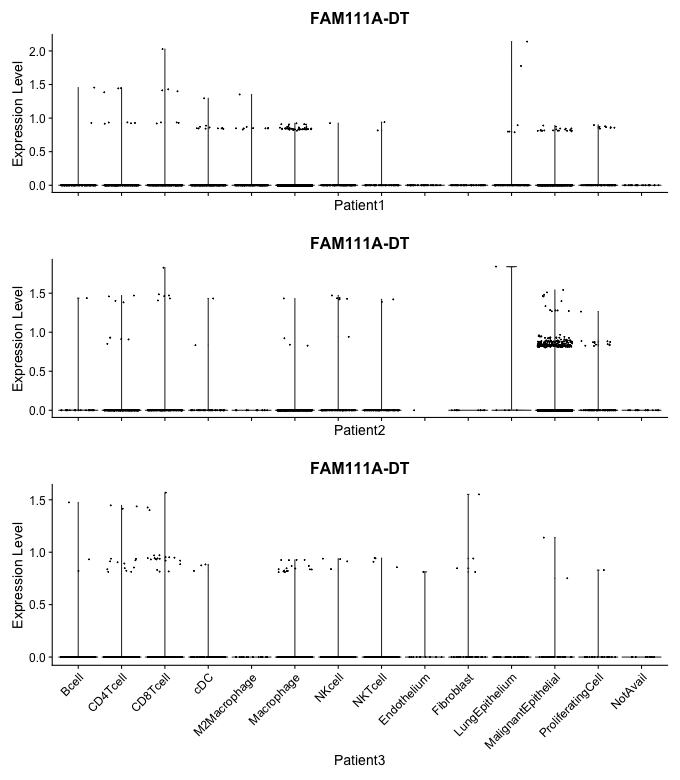 FAM111A-DT
Expression Level
2.0
1.5
1.0
0.5
0.0
Patient1
FAM111A-DT
Expression Level
1.5
1.0
0.5
0.0
Patient2
FAM111A-DT
Expression Level
1.5
1.0
0.5
0.0
Bcell
CD4Tcell
CD8Tcell
cDC
M2Macrophage
Macrophage
NKcell
NKTcell
Endothelium
Fibroblast
LungEpithelium
MalignantEpithelial
ProliferatingCell
NotAvail
Patient3